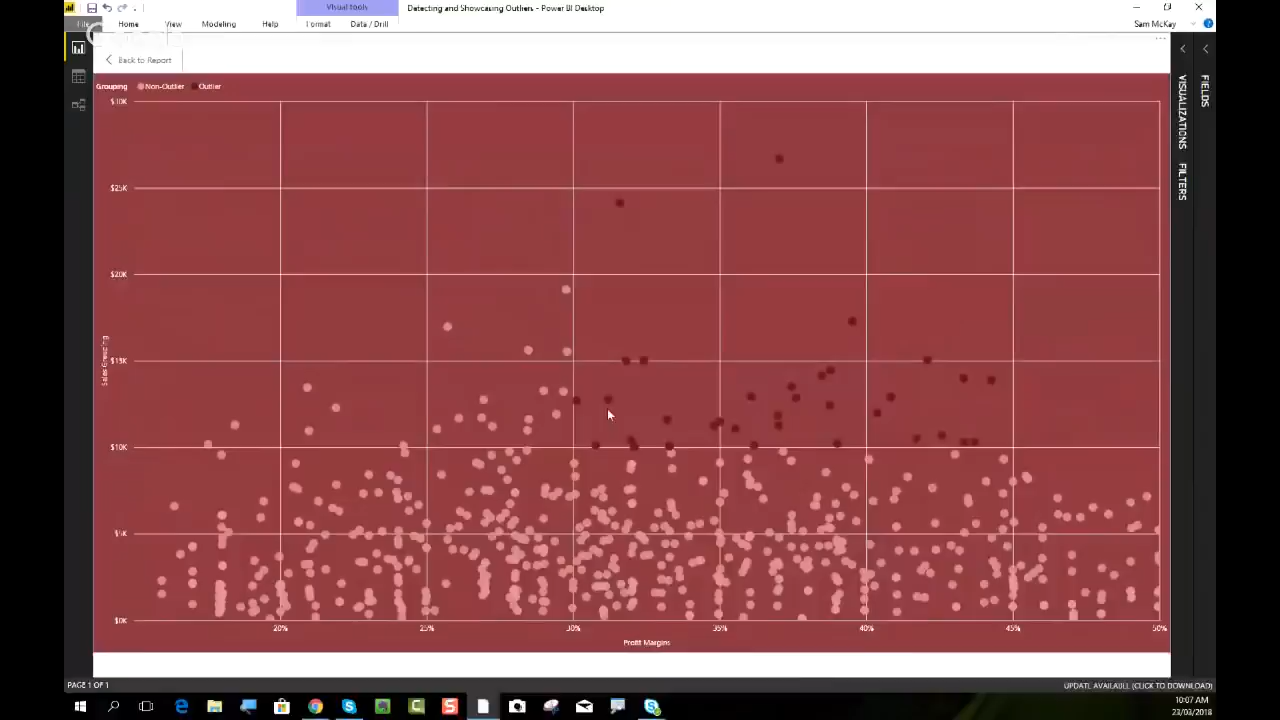 Visual tools
Detecting and Showcasing Outliers - Power BI Desktop
File Home View Modeling Help Format Data / Drill
Sam McKay
Back to Report
Grouping Non-Outlier Outlier
$30K
$25K
$20K
$15K
$10K
$5K
$0K
Sales Grouping
20% 25% 30% 35% 40% 45% 50%
Profit Margins
VISUALIZATIONS
FILTERS
FIELDS
PAGE 1 OF 1
UPDATE AVAILABLE (CLICK TO DOWNLOAD)
10:07 AM
23/03/2018